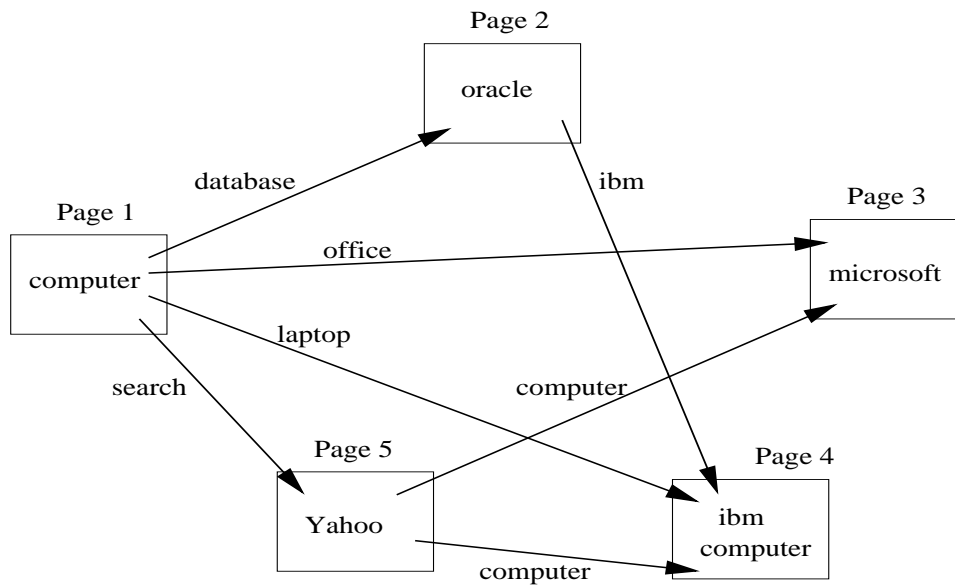 Page 2
oracle
database
ibm
Page 1
Page 3
office
computer
microsoft
laptop
search
computer
Page 5
Page 4
Yahoo
ibm
computer
computer